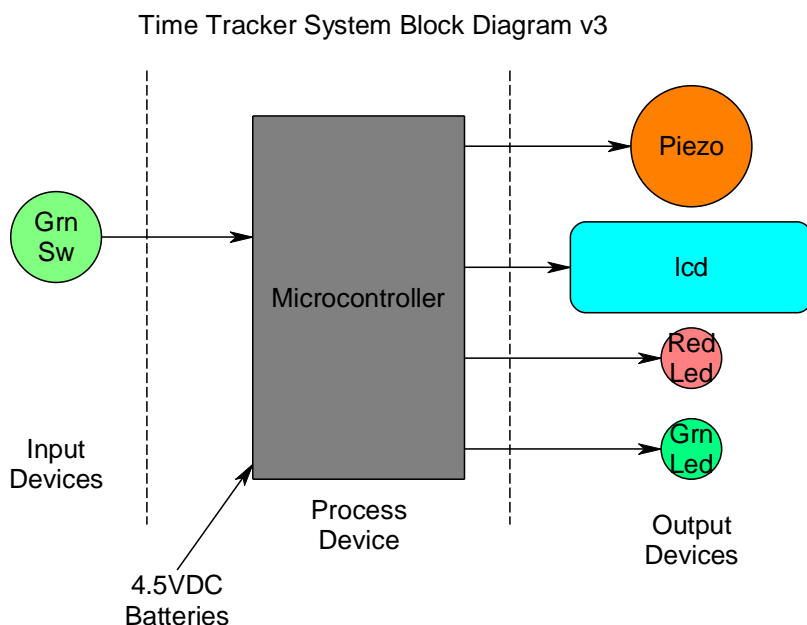 Time Tracker System Block Diagram v3
Piezo
Grn
Sw
lcd
Microcontroller
Red
Led
Grn
Led
Input
Devices
Process
Device
Output
Devices
4.5VDC
Batteries